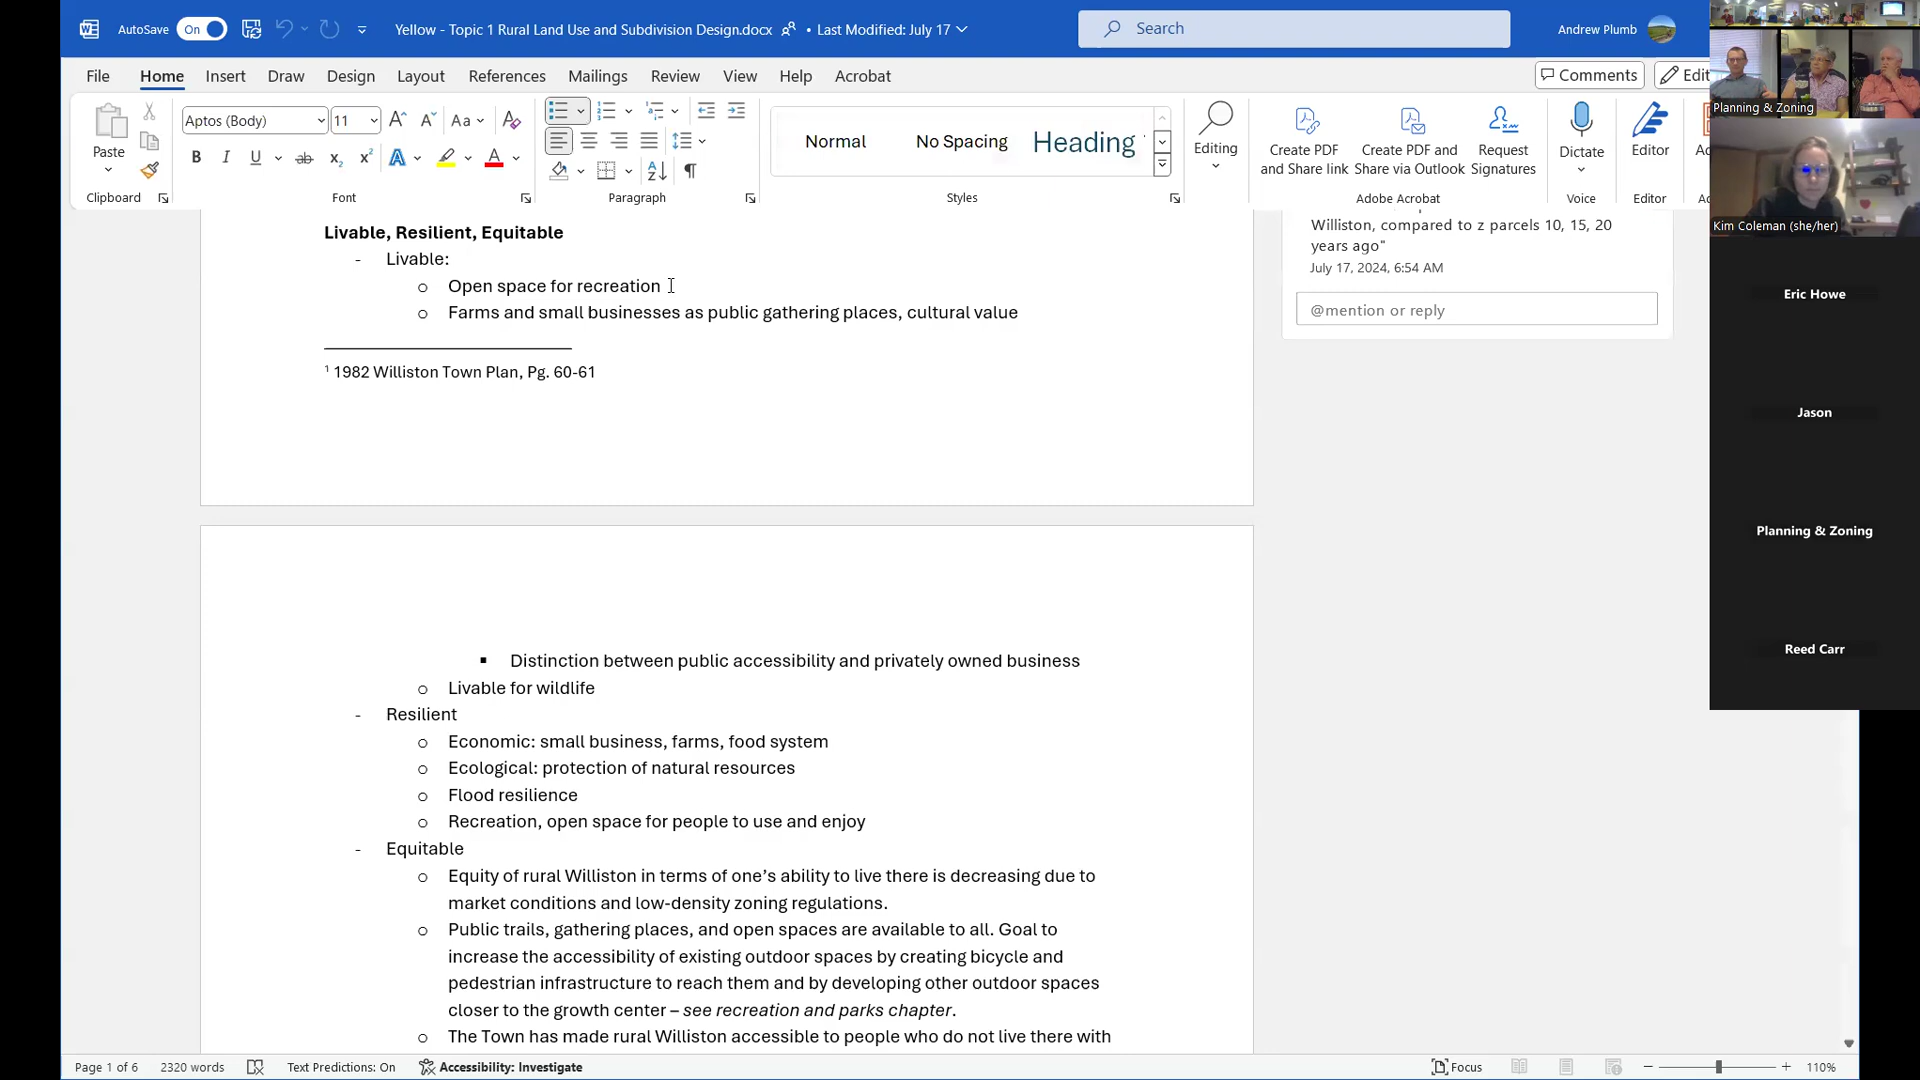 AutoSave On
Yellow - Topic 1 Rural Land Use and Subdivision Design.docx • Last Modified: July 17
Search
Andrew Plumb
File Home Insert Draw Design Layout References Mailings Review View Help Acrobat
Comments
Edit
Paste
Clipboard
Aptos (Body)
11
Font
Paragraph
Normal
No Spacing
Heading
Styles
Editing
Create PDF
and Share link
Create PDF and
Share via Outlook
Request
Signatures
Adobe Acrobat
Dictate
Voice
Editor
Editor
Livable, Resilient, Equitable
- Livable:
o Open space for recreation
o Farms and small businesses as public gathering places, cultural value
1 1982 Williston Town Plan, Pg. 60-61
▪ Distinction between public accessibility and privately owned business
o Livable for wildlife
- Resilient
o Economic: small business, farms, food system
o Ecological: protection of natural resources
o Flood resilience
o Recreation, open space for people to use and enjoy
- Equitable
o Equity of rural Williston in terms of one’s ability to live there is decreasing due to
market conditions and low-density zoning regulations.
o Public trails, gathering places, and open spaces are available to all. Goal to
increase the accessibility of existing outdoor spaces by creating bicycle and
pedestrian infrastructure to reach them and by developing other outdoor spaces
closer to the growth center – see recreation and parks chapter.
o The Town has made rural Williston accessible to people who do not live there with
Williston, compared to z parcels 10, 15, 20
years ago"
July 17, 2024, 6:54 AM
@mention or reply
Planning & Zoning
Kim Coleman (she/her)
Eric Howe
Jason
Planning & Zoning
Reed Carr
Page 1 of 6
2320 words
Text Predictions: On
Accessibility: Investigate
Focus
110%